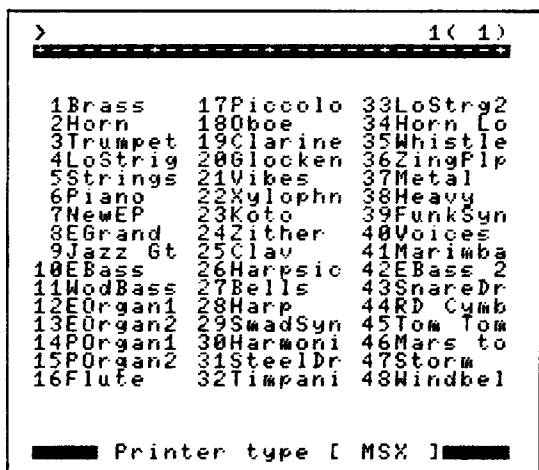 > 1( 1)
1Brass 17Piccolo 33LoStrg2
2Horn 18Oboe 34Horn Lo
3Trumpet 19Clarine 35Whistle
4LoStrig 20Glocken 36ZingPlp
5Strings 21Vibes 37Metal
6Piano 22Xylophn 38Heavy
7NewEP 23Koto 39FunkSyn
8EGrand 24Zither 40Voices
9Jazz Gt 25Clav 41Marimba
10EBass 26Harpsic 42EBass 2
11WodBass 27Bells 43SnareDr
12EOrgan1 28Harp 44RD Cymb
13EOrgan2 29SmadSyn 45Tom Tom
14POrgan1 30Harmoni 46Mars to
15POrgan2 31SteelDr 47Storm
16Flute 32Timpani 48Windbel
Printer type [ MSX ]